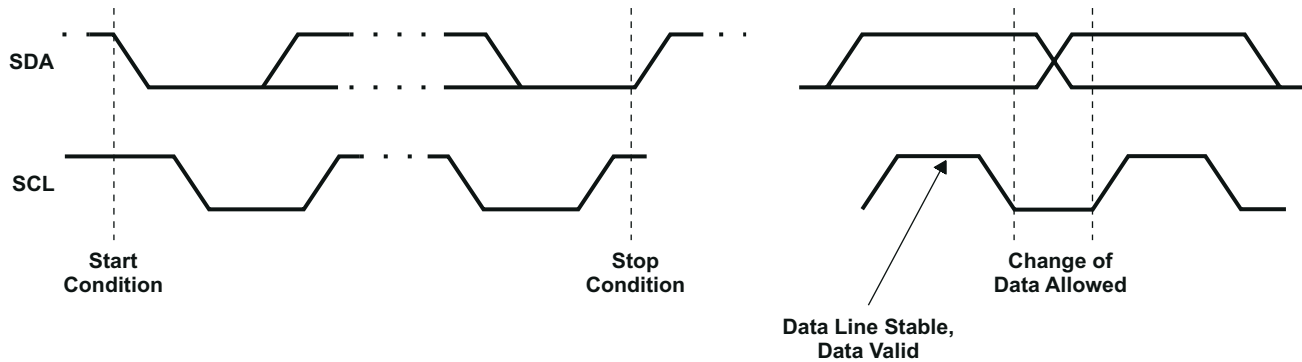 SDA
SCL
Start
Condition
Stop
Condition
Change of
Data Allowed
Data Line Stable,
Data Valid